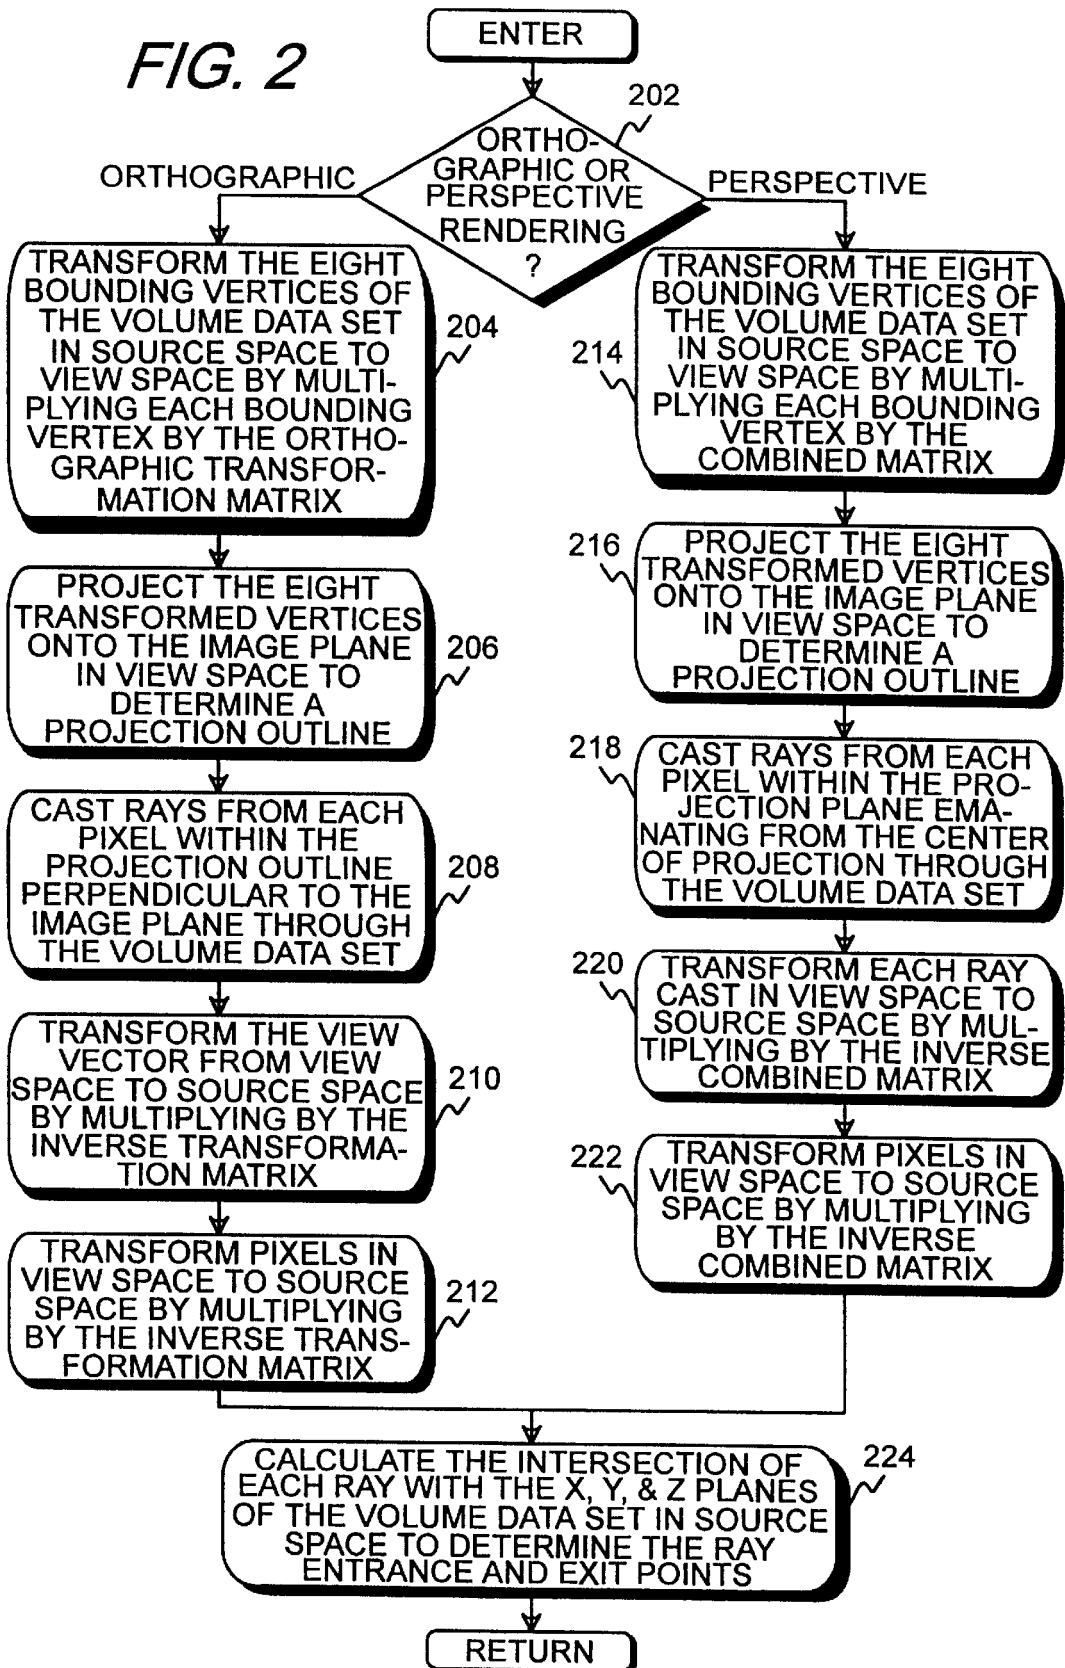 FIG. 2
ENTER
202
ORTHO-
GRAPHIC OR
PERSPECTIVE
RENDERING
?
ORTHOGRAPHIC
PERSPECTIVE
TRANSFORM THE EIGHT
BOUNDING VERTICES OF
THE VOLUME DATA SET
IN SOURCE SPACE TO
VIEW SPACE BY MULTI-
PLYING EACH BOUNDING
VERTEX BY THE ORTHO-
GRAPHIC TRANSFOR-
MATION MATRIX
204
PROJECT THE EIGHT
TRANSFORMED VERTICES
ONTO THE IMAGE PLANE
IN VIEW SPACE TO
DETERMINE A
PROJECTION OUTLINE
206
CAST RAYS FROM EACH
PIXEL WITHIN THE
PROJECTION OUTLINE
PERPENDICULAR TO THE
IMAGE PLANE THROUGH
THE VOLUME DATA SET
208
TRANSFORM THE VIEW
VECTOR FROM VIEW
SPACE TO SOURCE SPACE
BY MULTIPLYING BY THE
INVERSE TRANSFORMA-
TION MATRIX
210
TRANSFORM PIXELS IN
VIEW SPACE TO SOURCE
SPACE BY MULTIPLYING
BY THE INVERSE TRANS-
FORMATION MATRIX
212
214
TRANSFORM THE EIGHT
BOUNDING VERTICES OF
THE VOLUME DATA SET
IN SOURCE SPACE TO
VIEW SPACE BY MULTI-
PLYING EACH BOUNDING
VERTEX BY THE
COMBINED MATRIX
216
PROJECT THE EIGHT
TRANSFORMED VERTICES
ONTO THE IMAGE PLANE
IN VIEW SPACE TO
DETERMINE A
PROJECTION OUTLINE
218
CAST RAYS FROM EACH
PIXEL WITHIN THE PRO-
JECTION PLANE EMA-
NATING FROM THE CENTER
OF PROJECTION THROUGH
THE VOLUME DATA SET
220
TRANSFORM EACH RAY
CAST IN VIEW SPACE TO
SOURCE SPACE BY MUL-
TIPLYING BY THE INVERSE
COMBINED MATRIX
222
TRANSFORM PIXELS IN
VIEW SPACE TO SOURCE
SPACE BY MULTIPLYING
BY THE INVERSE
COMBINED MATRIX
CALCULATE THE INTERSECTION OF
EACH RAY WITH THE X, Y, & Z PLANES
OF THE VOLUME DATA SET IN SOURCE
SPACE TO DETERMINE THE RAY
ENTRANCE AND EXIT POINTS
224
RETURN